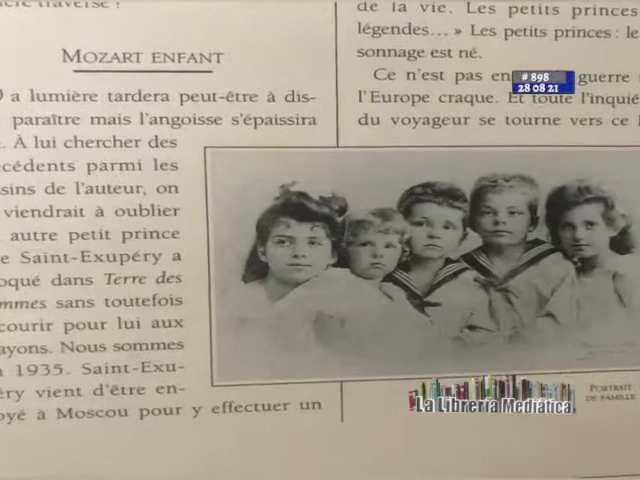 MOZART ENFANT
a lumière tardera peut-être à dis-
paraître mais l'angoisse s'épaissira
. À lui chercher des
cédents parmi les
sins de l'auteur, on
viendrait à oublier
autre petit prince
e Saint-Exupéry a
oqué dans Terre des
mmes sans toutefois
courir pour lui aux
ayons. Nous sommes
1935. Saint-Exu-
éry vient d'être en-
oyé à Moscou pour y effectuer un
de la vie. Les petits princes
légendes... » Les petits princes : le
sonnage est né.
Ce n'est pas en guerre
l'Europe craque. Et toute l'inquié
du voyageur se tourne vers ce
# 898
28 08 21
PORTRAIT
DE FAMILLE
La Libreria Mediática